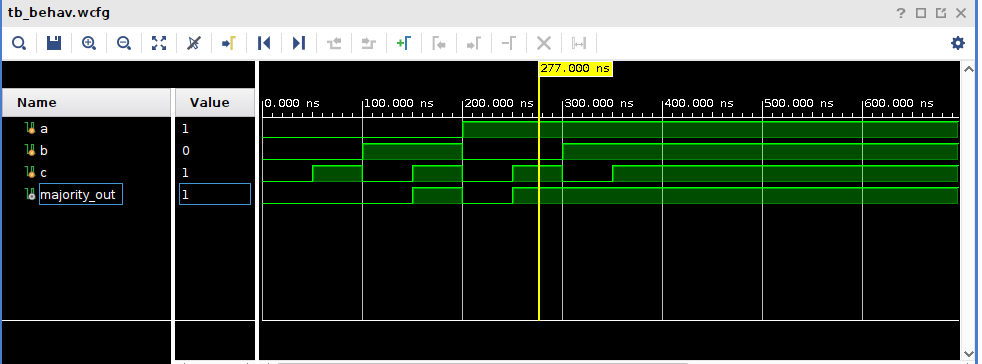 tb_behav.wcfg
277.000 ns
Name Value
0.000 ns 100.000 ns 200.000 ns 300.000 ns 400.000 ns 500.000 ns 600.000 ns
a 1
b 0
c 1
majority_out 1